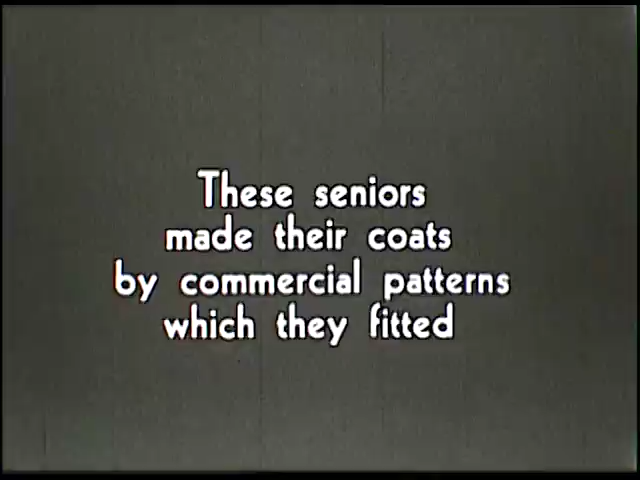 These seniors
made their coats
by commercial patterns
which they fitted